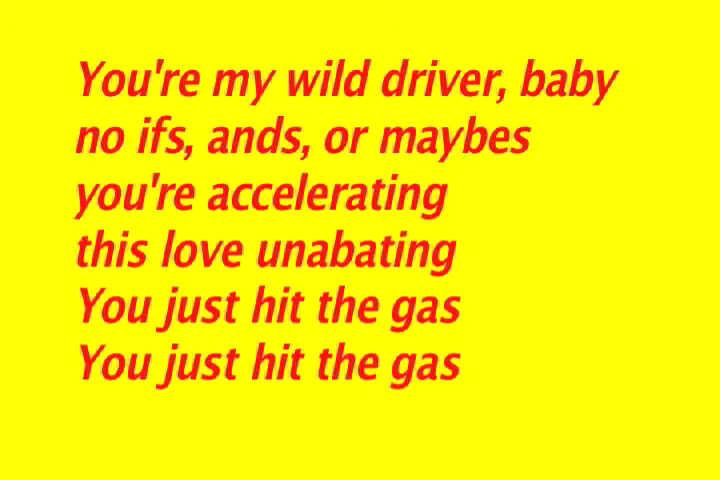 You're my wild driver, baby
no ifs, ands, or maybes
you're accelerating
this love unabating
You just hit the gas
You just hit the gas